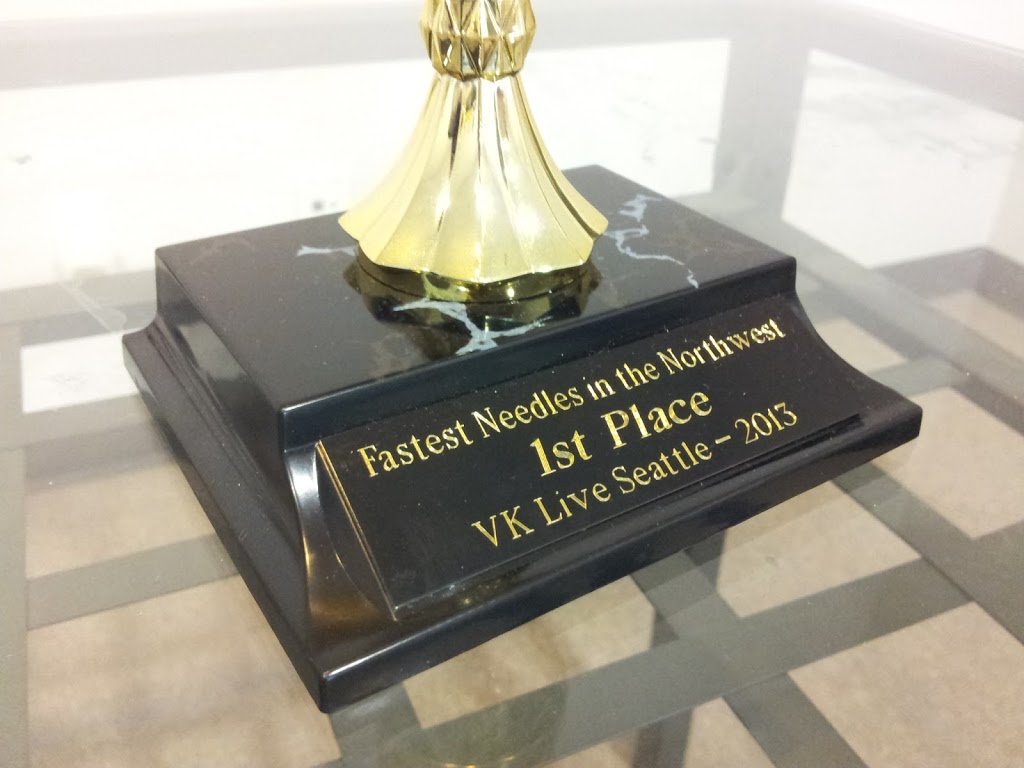 Fastest Needles in the Northwest
1st Place
VK Live Seattle - 2013